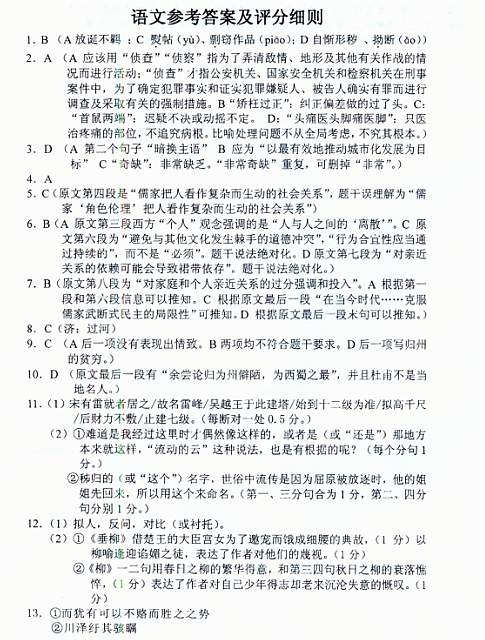 语文参考答案及评分细则
1. B （A 放诞不羁 ；C 熨帖(yù)、剽窃作品(piāo)；D 自惭形秽 、拗断(ǎo)）
2. A （A 应该用“侦查”“侦察”指为了弄清敌情、地形及其他有关作战的情
况而进行活动；“侦查”才指公安机关、国家安全机关和检察机关在刑事
案件中，为了确定犯罪事实和证实犯罪嫌疑人、被告人确实有罪而进行
调查及采取有关的强制措施。B“矫枉过正”：纠正偏差做的过了头。C：
“首鼠两端”：迟疑不决或动摇不定。 D：“头痛医头脚痛医脚”：只医
治疼痛的部位，不追究病根。比喻处理问题不从全局考虑，不究其根本。）
3. D （A 第二个句子“暗换主语” B 应为“以最有效地推动城市化发展为目
标” C“奇缺”：非常缺乏。“非常奇缺”重复，可删掉“非常”。）
4. A
5. C（原文第四段是“儒家把人看作复杂而生动的社会关系”，题干误理解为“儒
家‘角色伦理’把人看作复杂而生动的社会关系”）
6. B（A 原文第三段西方“个人”观念强调的是“人与人之间的‘离散’”。C 原
文第六段为“避免与其他文化发生棘手的道德冲突”，“行为合宜性应当通
过持续的”，而不是“必须”。题干说法绝对化。D 原文第七段为“对亲近
关系的依赖可能会导致裙带依存”。题干说法绝对化。）
7. B（原文第八段为“对家庭和个人亲近关系的过分强调和投入”。A 根据第一
段和第六段信息可以推知。C 根据原文最后一段“在当今时代……克服
儒家武断式民主的局限性”可推知。D 根据原文最后一段末句可以推知。）
8. C（济：过河）
9. C （A 后一项没有表现出情致。B 两项均不符合题干要求。D 后一项写归州
的贫穷。）
10. D （原文最后一段有“余尝论归为州僻陋，为西蜀之最”，并且杜甫不是当
地名人。）
11.（1）宋有雷就者居之/故名雷峰/吴越王于此建塔/始以十三级为准/拟高千尺
/后财力不敷/止建七级。（每断对一处 0.5 分。）
（2）①难道是我经过这里时才偶然像这样的，或者是（或“还是”）那地方
本来就这样，“流动的云”这种说法，也是有根据的呢？（每个分句 1
分。）
②秭归的（或“这个”）名字，世俗中流传是因为屈原被放逐时，他的姐
姐先回来，所以用这个来命名。（第一、三分句合为 1 分，第二、四分
句分别 1 分。）
12.（1）拟人，反问，对比（或衬托）。
（2）①《垂柳》借楚王的大臣宫女为了邀宠而饿成细腰的典故，（1 分）以
柳喻逢迎谄媚之徒，表达了作者对他们的蔑视。（1 分）
②《柳》一二句用春日之柳的繁华得意，和第三四句秋日之柳的衰落憔
悴，（1 分）表达了作者对自己少年得志却老来沉沦失意的慨叹。（1
分）
13. ①而犹有可以不赂而胜之之势
②川泽纡其骇瞩